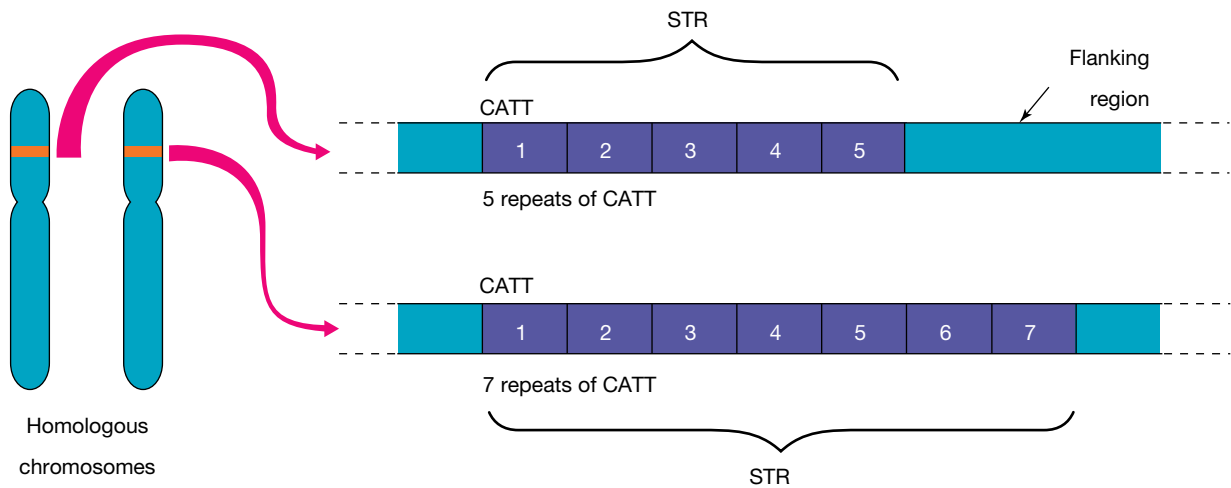 STR
Flanking
region
CATT
1 2 3 4 5
5 repeats of CATT
CATT
1 2 3 4 5 6 7
7 repeats of CATT
STR
Homologous
chromosomes